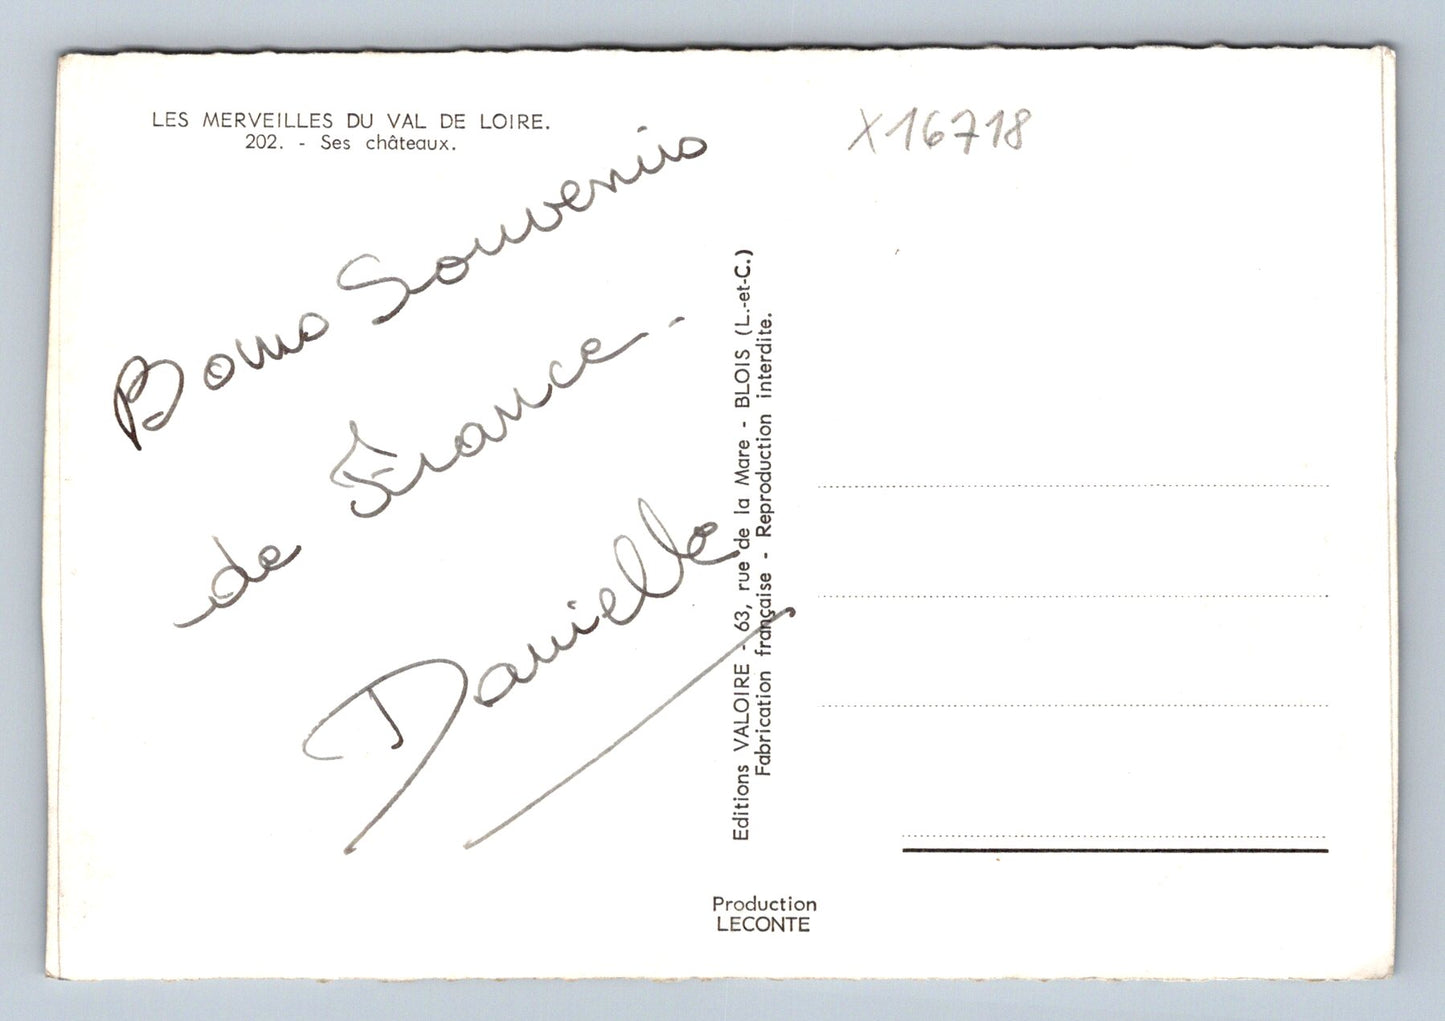 LES MERVEILLES DU VAL DE LOIRE.
202. - Ses châteaux.
X16718
Bons Souvenirs
de France..
Danielle
Editions VALOIRE - 63, rue de la Mare - BLOIS (L.-et-C.)
Fabrication française - Reproduction interdite.
Production
LECONTE